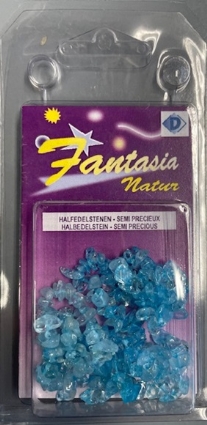 D
Fantasia
Natur
HALFEDELSTENEN - SEMI PRECIEUX
HALBEDELSTEIN - SEMI PRECIOUS